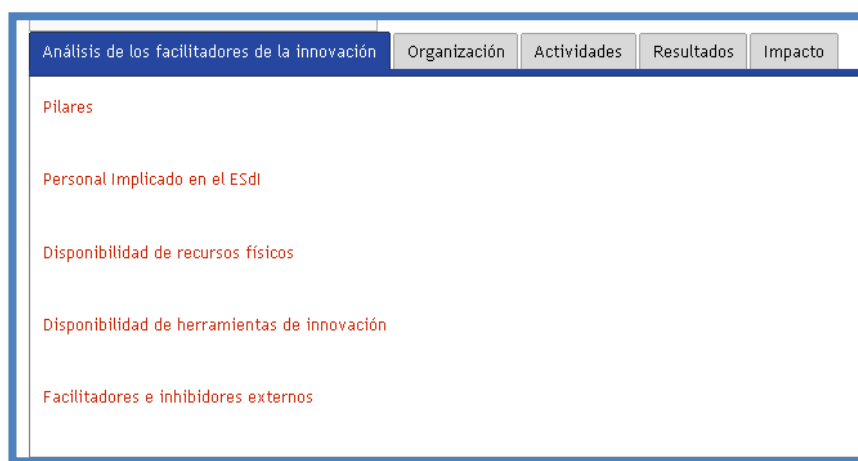 Análisis de los facilitadores de la innovación Organización Actividades Resultados Impacto
Pilares
Personal Implicado en el ESdI
Disponibilidad de recursos físicos
Disponibilidad de herramientas de innovación
Facilitadores e inhibidores externos